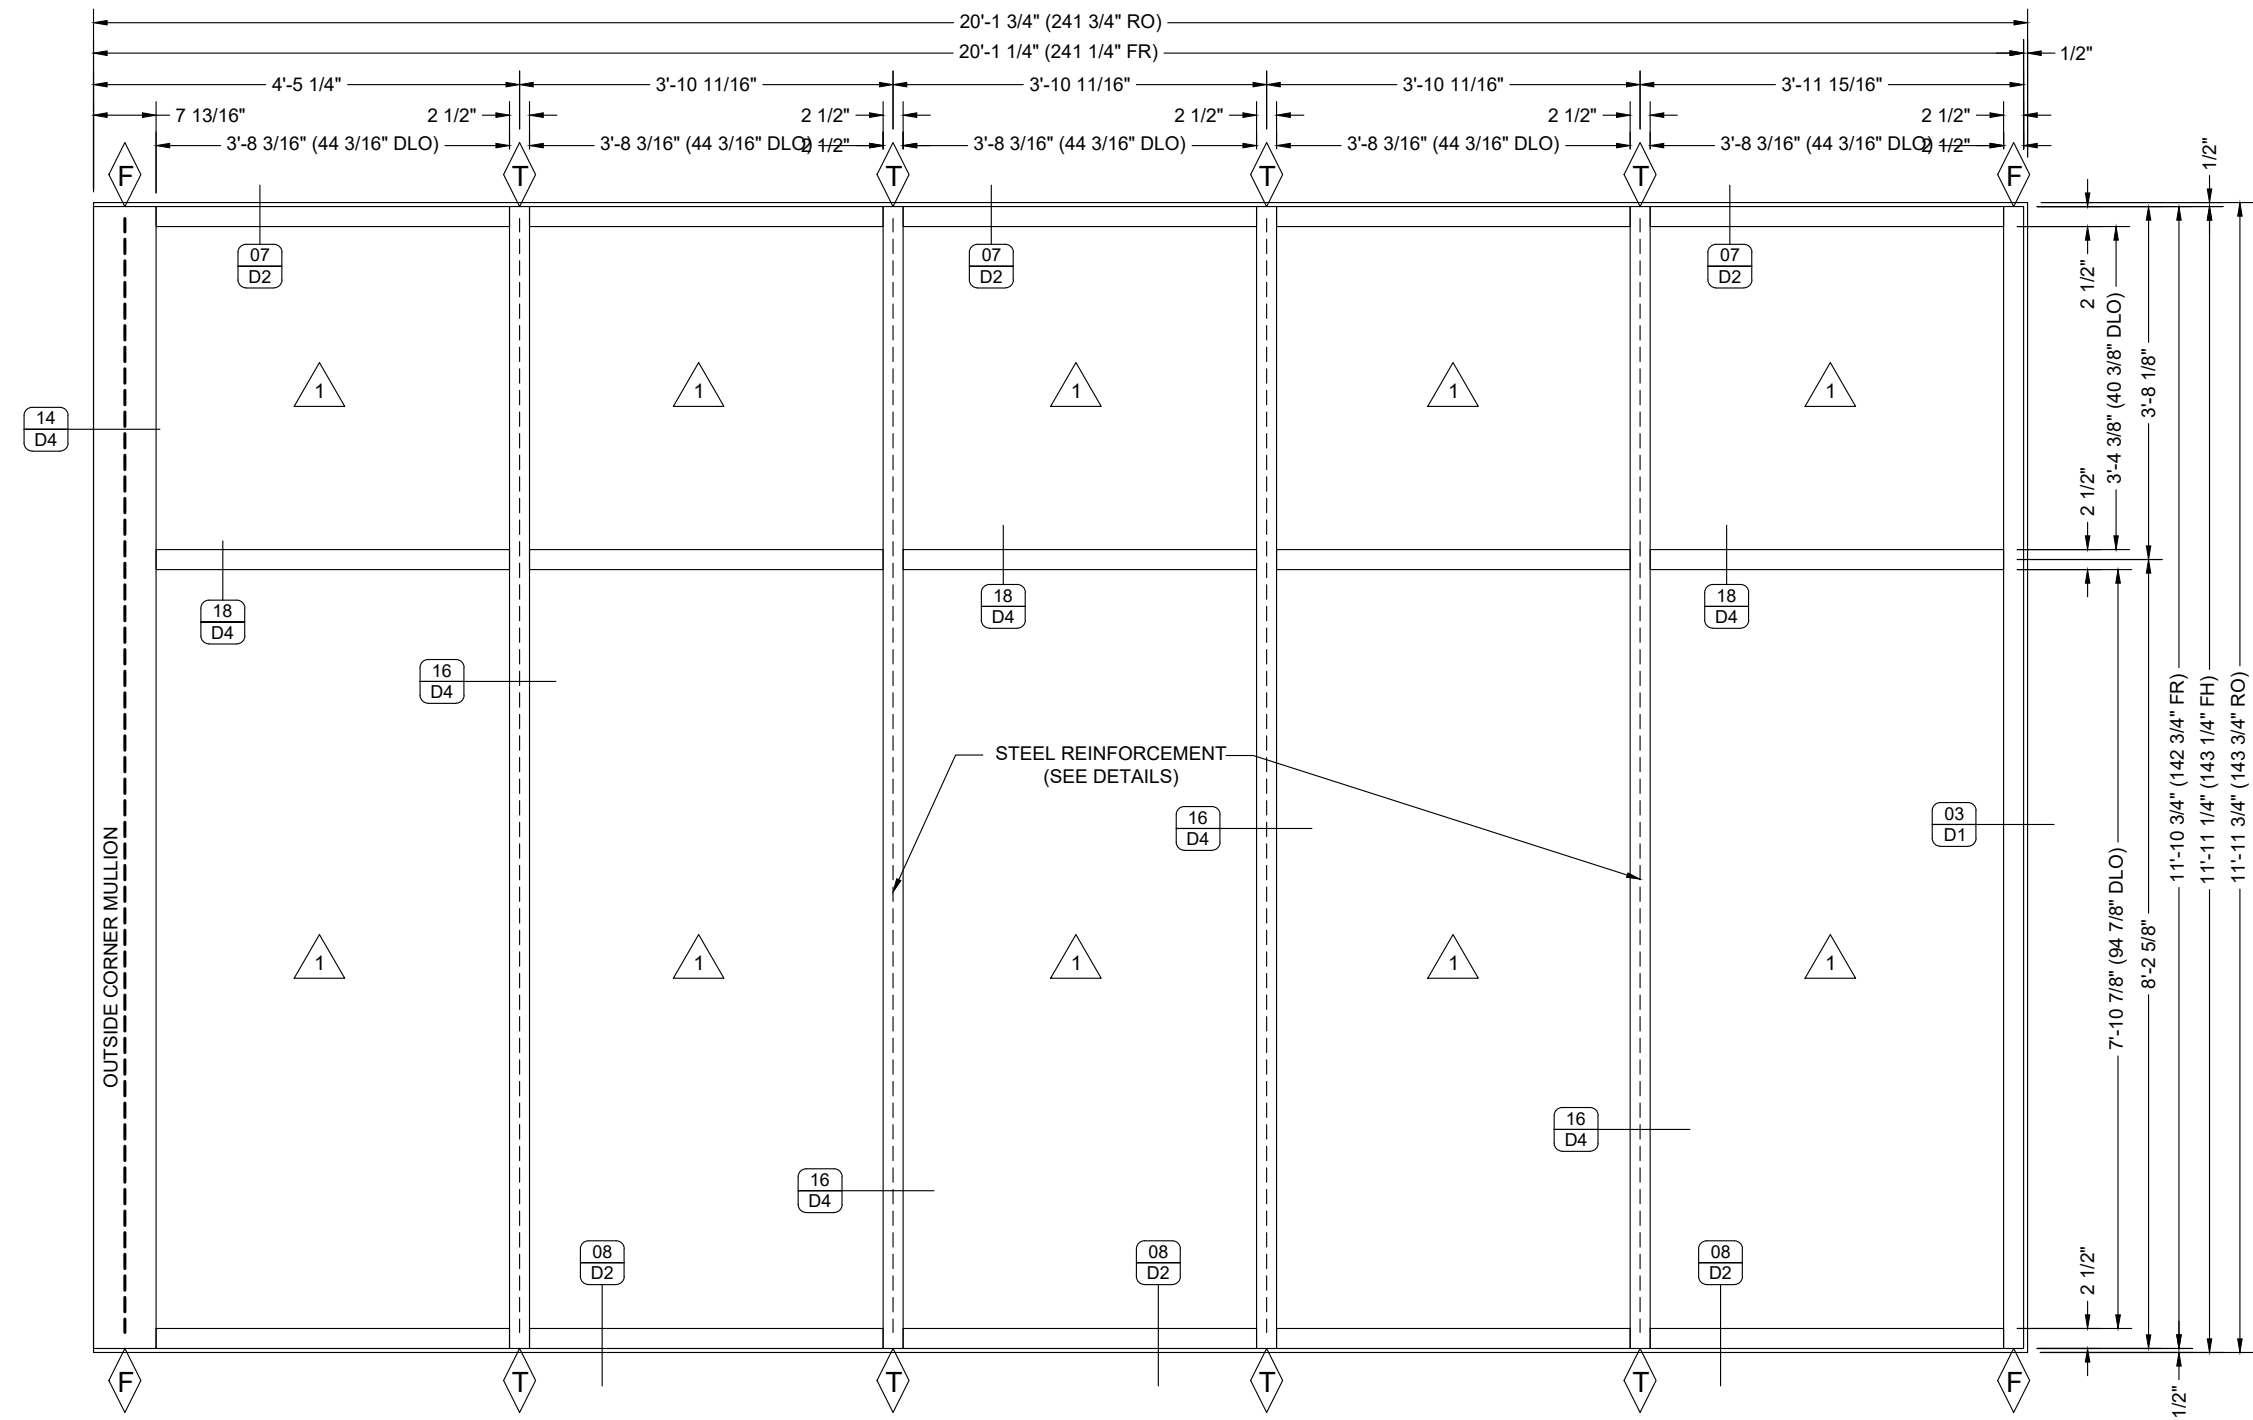 20'-1 3/4" (241 3/4" RO)
20'-1 1/4" (241 1/4" FR)
1/2"
4'-5 1/4"
3'-10 11/16"
3'-10 11/16"
3'-10 11/16"
3'-11 15/16"
7 13/16"
2 1/2"
2 1/2"
2 1/2"
2 1/2"
2 1/2"
3'-8 3/16" (44 3/16" DLO)
3'-8 3/16" (44 3/16" DLO)
2 1/2"
3'-8 3/16" (44 3/16" DLO)
3'-8 3/16" (44 3/16" DLO)
3'-8 3/16" (44 3/16" DLO)
2 1/2"
F
T
T
T
T
F
1/2"
07
D2
07
D2
07
D2
2 1/2"
3'-4 3/8" (40 3/8" DLO)
3'-8 1/8"
1
1
1
1
1
14
D4
2 1/2"
18
D4
18
D4
18
D4
16
D4
STEEL REINFORCEMENT
(SEE DETAILS)
16
D4
03
D1
11'-10 3/4" (142 3/4" FR)
11'-11 1/4" (143 1/4" FH)
11'-11 3/4" (143 3/4" RO)
OUTSIDE CORNER MULLION
7'-10 7/8" (94 7/8" DLO)
8'-2 5/8"
1
1
1
1
1
16
D4
16
D4
08
D2
08
D2
08
D2
2 1/2"
F
T
T
T
T
F
1/2"